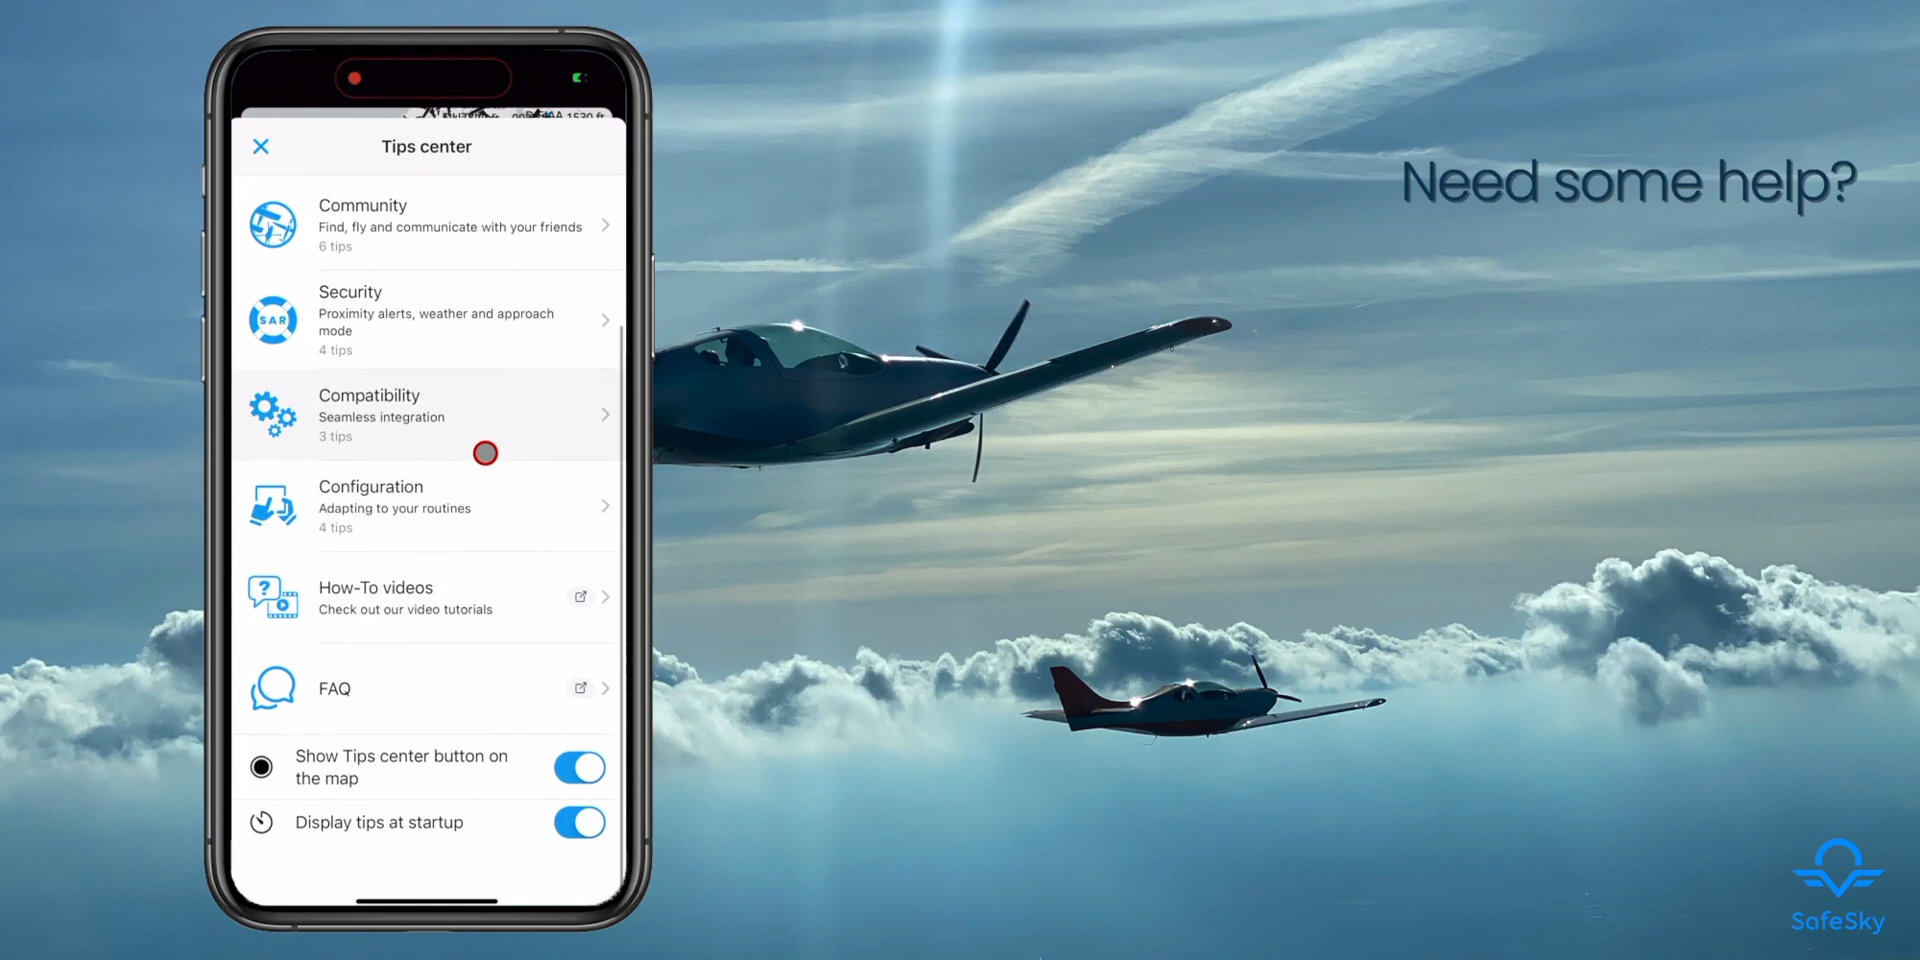 1530 ft
Tips center
Community
Find, fly and communicate with your friends
6 tips
Security
Proximity alerts, weather and approach
mode
4 tips
SAR
Compatibility
Seamless integration
3 tips
Configuration
Adapting to your routines
4 tips
?
How-To videos
Check out our video tutorials
FAQ
Show Tips center button on
the map
Display tips at startup
Need some help?
SafeSky